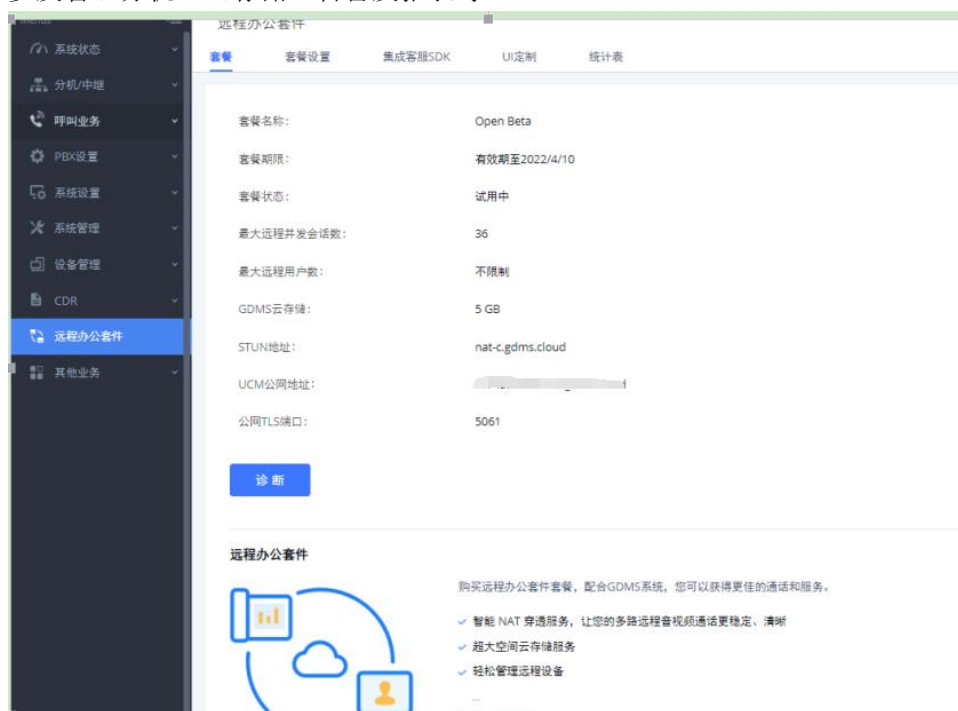 远程办公套件
套餐 套餐设置 集成客服SDK UI定制 统计表
系统状态
分机/中继
呼叫业务
PBX设置
系统设置
系统管理
设备管理
CDR
远程办公套件
其他业务
套餐名称： Open Beta
套餐期限： 有效期至2022/4/10
套餐状态： 试用中
最大远程并发会话数： 36
最大远程用户数： 不限制
GDMS云存储： 5 GB
STUN地址： nat-c.gdms.cloud
UCM公网地址：
公网TLS端口： 5061
诊断
远程办公套件
购买远程办公套件套餐，配合GDMS系统，您可以获得更佳的通话和服务。
智能 NAT 穿透服务，让您的多路远程音视频通话更稳定、清晰
超大空间云存储服务
轻松管理远程设备